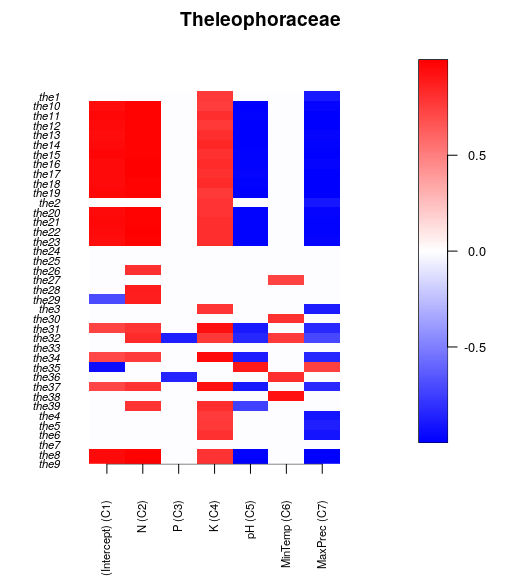 Theleophoraceae
the1
the10
the11
the12
the13
the14
the15
the16
the17
the18
the19
the2
the20
the21
the22
the23
the24
the25
the26
the27
the28
the29
the3
the30
the31
the32
the33
the34
the35
the36
the37
the38
the39
the4
the5
the6
the7
the8
the9
0.5
0.0
-0.5
(Intercept) (C1)
N (C2)
P (C3)
K (C4)
pH (C5)
MinTemp (C6)
MaxPrec (C7)